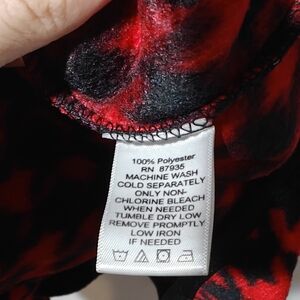 100% Polyester
RN 87935
MACHINE WASH
COLD SEPARATELY
ONLY NON-
CHLORINE BLEACH
WHEN NEEDED
TUMBLE DRY LOW
REMOVE PROMPTLY
LOW IRON
IF NEEDED